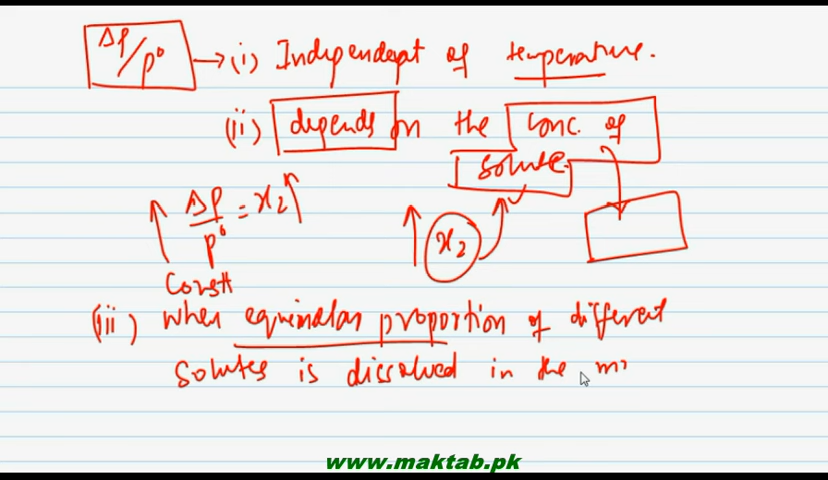 ΔP/P° → (i) Independent of temperature.
(ii) depends on the conc. of
solute
↑ ΔP/P° = x₂ ↑
↑ x₂
Constt
(iii) When equimolar proportion of different
solutes is dissolved in the m
www.maktab.pk